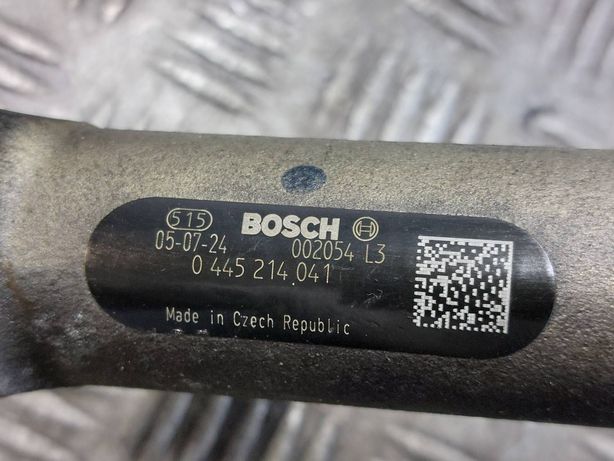 515 BOSCH
05-07-24 002054 L3
0 445 214 041
Made in Czech Republic